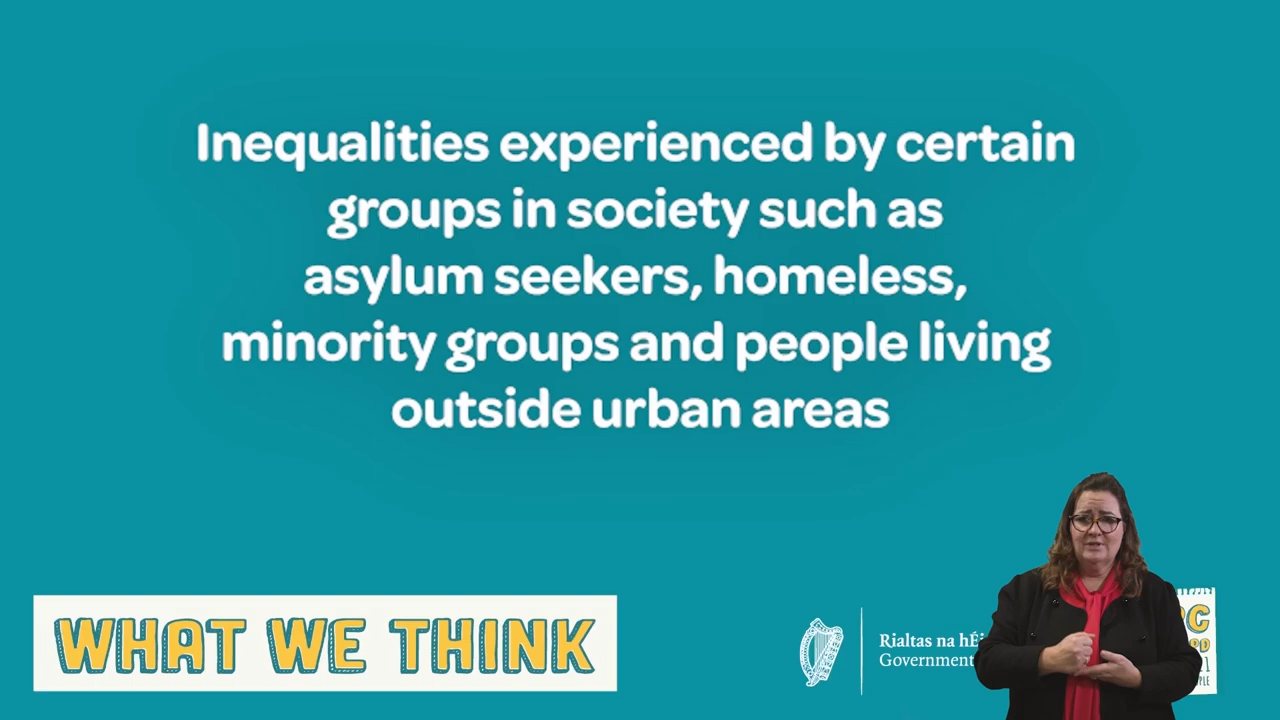 Inequalities experienced by certain
groups in society such as
asylum seekers, homeless,
minority groups and people living
outside urban areas
WHAT WE THINK
Rialtas na
Government